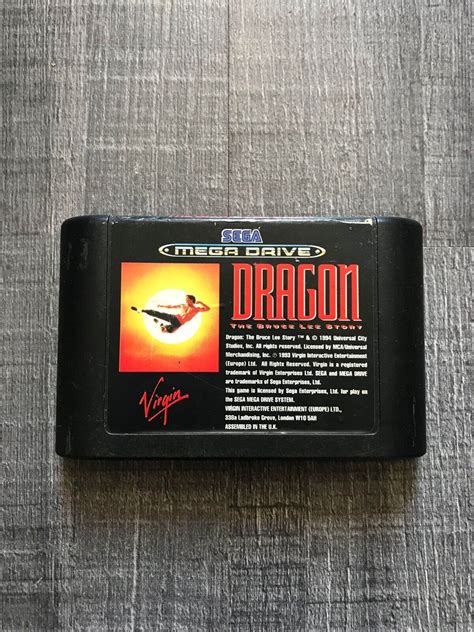 SEGA
MEGA DRIVE
DRAGON
THE BRUCE LEE STORY
Dragon: The Bruce Lee Story ™ & © 1994 Universal City
Studios, Inc. All rights reserved. Licensed by MCA/Universal
Merchandising, Inc. © 1993 Virgin Interactive Entertainment
(Europe) Ltd. All Rights Reserved. Virgin is a registered
trademark of Virgin Enterprises Ltd. SEGA and MEGA DRIVE
are trademarks of Sega Enterprises, Ltd.
This game is licensed by Sega Enterprises, Ltd. for play on
the SEGA MEGA DRIVE SYSTEM.
VIRGIN INTERACTIVE ENTERTAINMENT (EUROPE) LTD.,
338a Ladbroke Grove, London W10 5AH
ASSEMBLED IN THE U.K.
Virgin